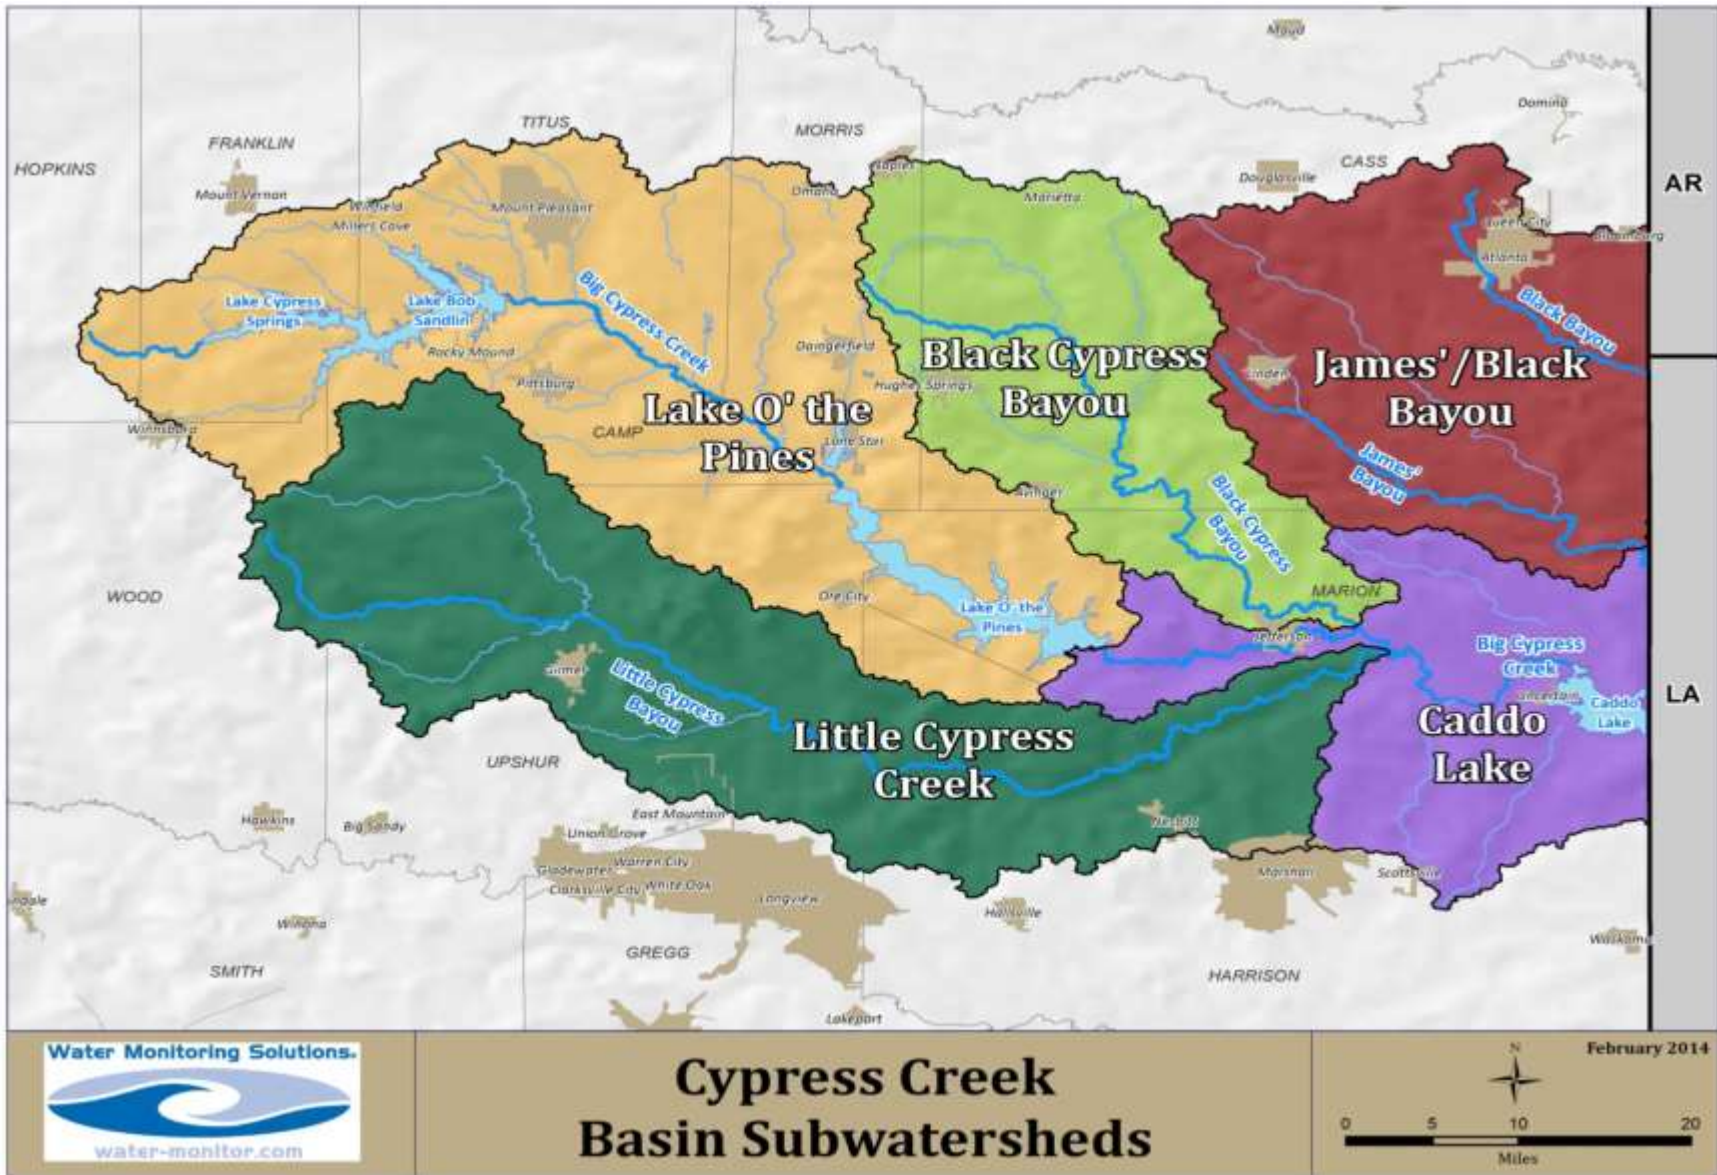 Maud
Domino
TITUS
MORRIS
FRANKLIN
CASS
HOPKINS
Naples
Omaha
Douglasville
AR
Mount Vernon
Winfield
Mount Pleasant
Marietta
Millers Cove
Queen City
Bloomburg
Atlanta
Lake Cypress
Springs
Lake Bob
Sandlin
Big Cypress Creek
Black Bayou
Rocky Mound
Daingerfield
Black Cypress
Bayou
James'/Black
Bayou
Pittsburg
Hughes Springs
Linden
Lake O' the
Pines
Winnsboro
CAMP
Lone Star
James'
Bayou
Avinger
Black Cypress
Bayou
WOOD
Ore City
MARION
Lake O' the
Pines
Jefferson
Big Cypress
Creek
Gilmer
Little Cypress
Bayou
Uncertain
Caddo
Lake
LA
Little Cypress
Creek
Caddo
Lake
UPSHUR
Hawkins
Big Sandy
East Mountain
Union Grove
Nesbitt
Gladewater
Warren City
Clarksville City
White Oak
Longview
Marshall
Scottsville
ndale
Winona
Hallsville
Waskom
GREGG
SMITH
HARRISON
Lakeport
Water Monitoring Solutions.
water-monitor.com
Cypress Creek
Basin Subwatersheds
February 2014
N
0 5 10 20
Miles